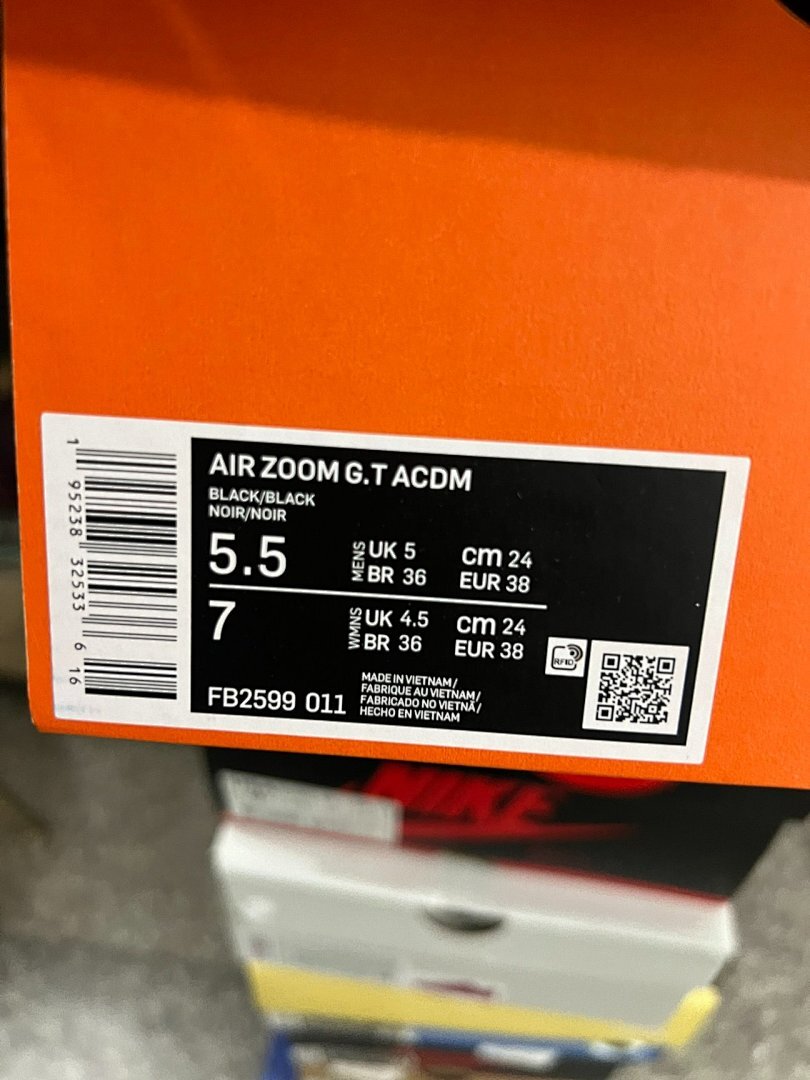 AIR ZOOM G.T ACDM
BLACK/BLACK
NOIR/NOIR
5.5
MENS
UK 5
BR 36
cm 24
EUR 38
7
WMNS
UK 4.5
BR 36
cm 24
EUR 38
RFID
FB2599 011
MADE IN VIETNAM/
FABRIQUE AU VIETNAM/
FABRICADO NO VIETNÃ/
HECHO EN VIETNAM
1 95238 32533 6 16
NIKE